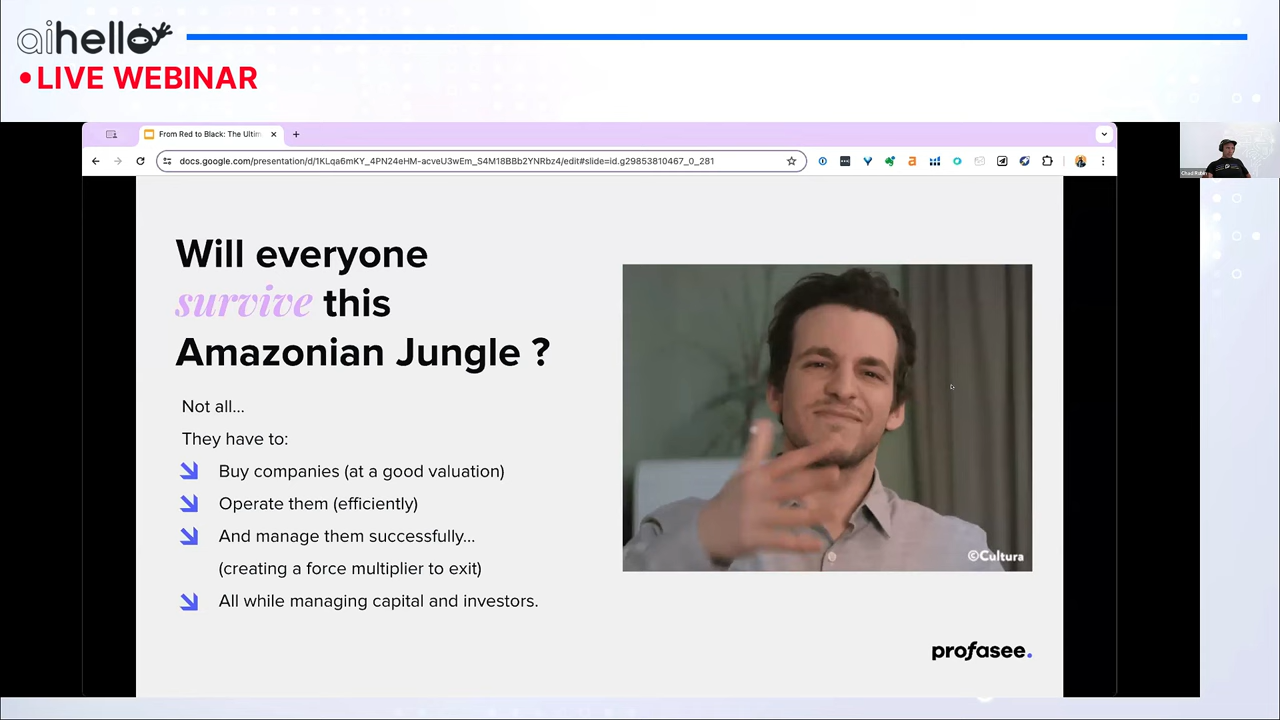 aihello
•LIVE WEBINAR
From Red to Black: The Ultim
docs.google.com/presentation/d/1KLqa6mKY_4PN24eHM-acveU3wEm_S4M18BBb2YNRbz4/edit#slide=id.g29853810467_0_281
Chad Rubin
Will everyone
survive this
Amazonian Jungle ?
Not all...
They have to:
Buy companies (at a good valuation)
Operate them (efficiently)
And manage them successfully...
(creating a force multiplier to exit)
All while managing capital and investors.
©Cultura
profasee.